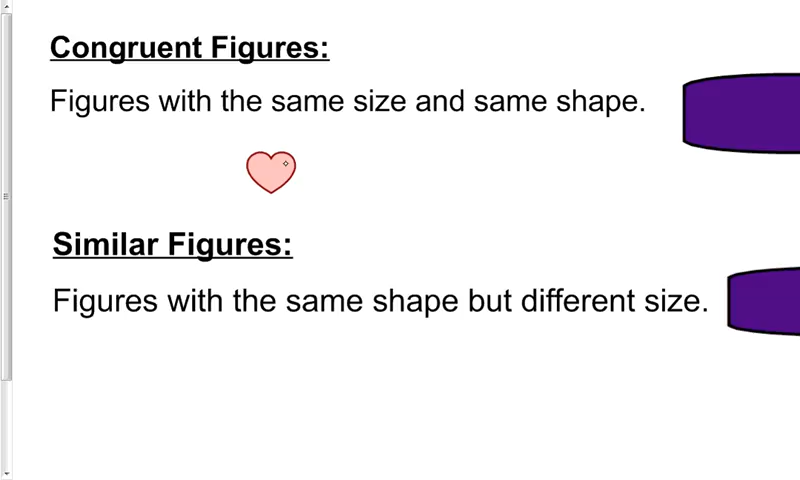 Congruent Figures:
Figures with the same size and same shape.
Similar Figures:
Figures with the same shape but different size.